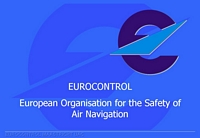 EUROCONTROL
European Organisation for the Safety of
Air Navigation